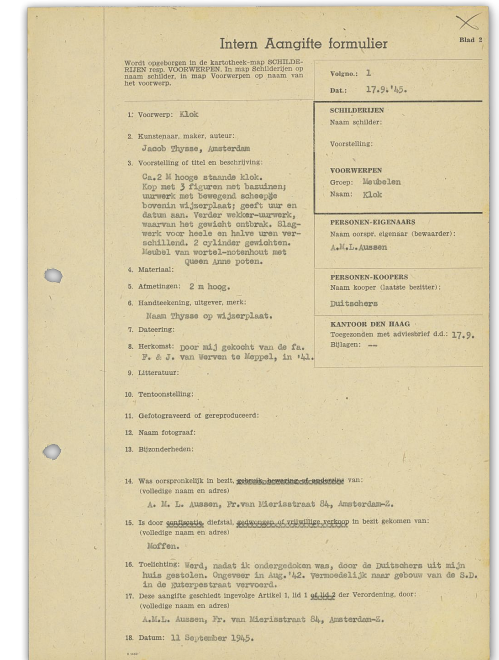 Blad 2
Intern Aangifte formulier
Wordt opgeborgen in de kartotheek-map SCHILDE-
RIJEN resp. VOORWERPEN. In map Schilderijen op
naam schilder, in map Voorwerpen op naam van
het voorwerp.
Volgno.: 1
Dat.: 17.9.'45.
1: Voorwerp: Klok
2. Kunstenaar, maker, auteur:
Jacob Thysse, Amsterdam
3. Voorstelling of titel en beschrijving:
Ca.2 M hooge staande klok.
Kop met 3 figuren met bazuinen;
uurwerk met bewegend scheepje
bovenin wijzerplaat; geeft uur en
datum aan. Verder wekker-uurwerk,
waarvan het gewicht ontbrak. Slag-
werk voor heele en halve uren ver-
schillend. 2 cylinder gewichten.
Meubel van wortel-notenhout met
Queen Anne poten.
4. Materiaal:
5. Afmetingen: 2 m hoog.
6. Handteekening, uitgever, merk:
Naam Thysse op wijzerplaat.
7. Dateering:
8. Herkomst: poor mij gekocht van de fa.
F. & J. van Werven te Meppel, in '41.
9. Litteratuur:
10. Tentoonstelling:
11. Gefotografeerd of gereproduceerd:
12. Naam fotograaf:
13. Bijzonderheden:
SCHILDERIJEN
Naam schilder:
Voorstelling:
VOORWERPEN
Groep: Meubelen
Naam: Klok
PERSONEN-EIGENAARS
Naam oorspr. eigenaar (bewaarder):
A.M.L.Aussen
PERSONEN-KOOPERS
Naam kooper (laatste bezitter):
Duitschers
KANTOOR DEN HAAG
Toegezonden met adviesbrief d.d.: 17.9.
Bijlagen: --
14. Was oorspronkelijk in bezit, gebruik, bewaring of onderzins van:
(volledige naam en adres)
A. M. L. Aussen, Fr.van Mierisstraat 84, Amsterdam-Z.
15. Is door confiscatie, diefstal, gedwongen of vrijwillige verkoop in bezit gekomen van:
(volledige naam en adres)
Moffen.
16. Toelichting: Werd, nadat ik ondergedoken was, door de Duitschers uit mijn
huis gestolen. Ongeveer in Aug.'42. Vermoedelijk naar gebouw van de S.D.
in de Euterpestraat vervoerd.
17. Deze aangifte geschiedt ingevolge Artikel 1, lid 1 of lid 2 der Verordening, door:
(volledige naam en adres)
A.M.L. Aussen, Fr.van Mierisstraat 84, Amsterdam-Z.
18. Datum: 11 September 1945.